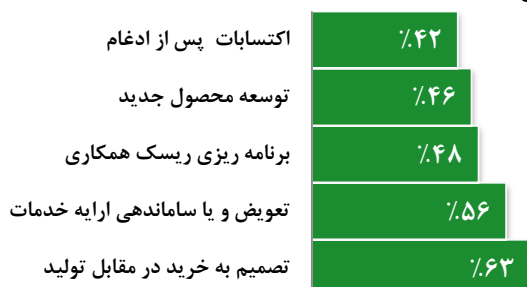 اکتسابات پس از ادغام ٪۴۲
توسعه محصول جدید ٪۴۶
برنامه ریزی ریسک همکاری ٪۴۸
تعویض و یا ساماندهی ارایه خدمات ٪۵۶
تصمیم به خرید در مقابل تولید ٪۶۳